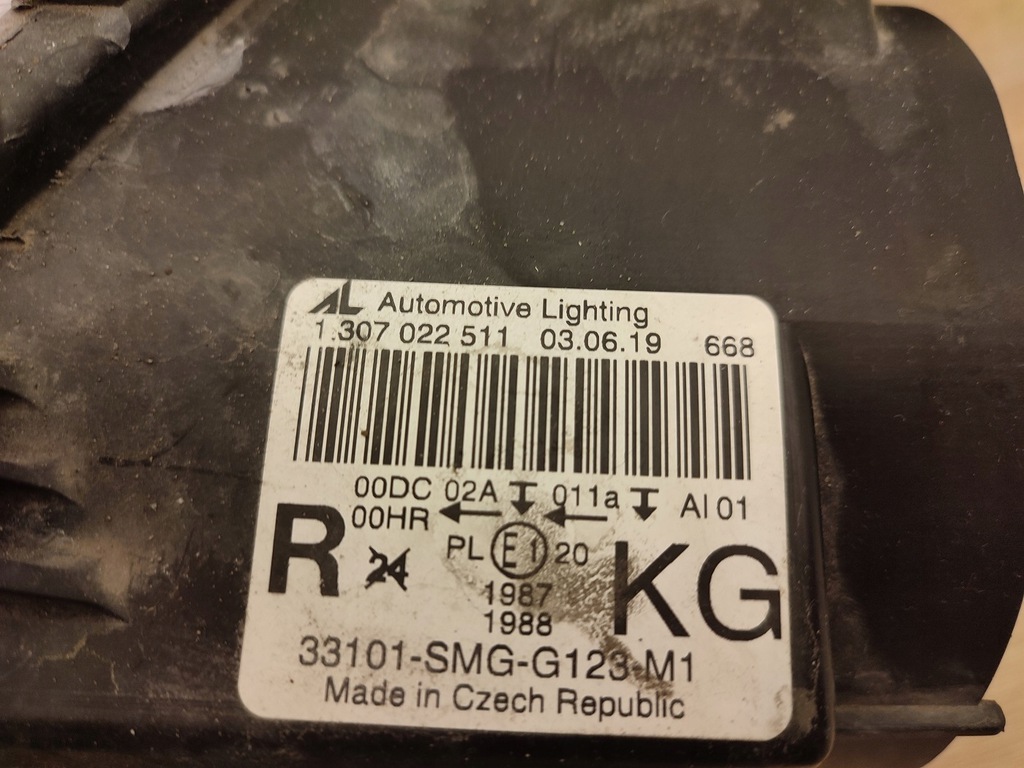 AL Automotive Lighting
1.307 022 511 03.06.19 668
00DC 02A 011a AI 01
00HR
R 24 PL E1 20 KG
1987
1988
33101-SMG-G123-M1
Made in Czech Republic